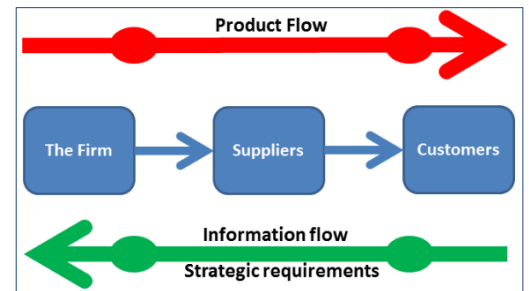 Product Flow
The Firm
Suppliers
Customers
Information flow
Strategic requirements